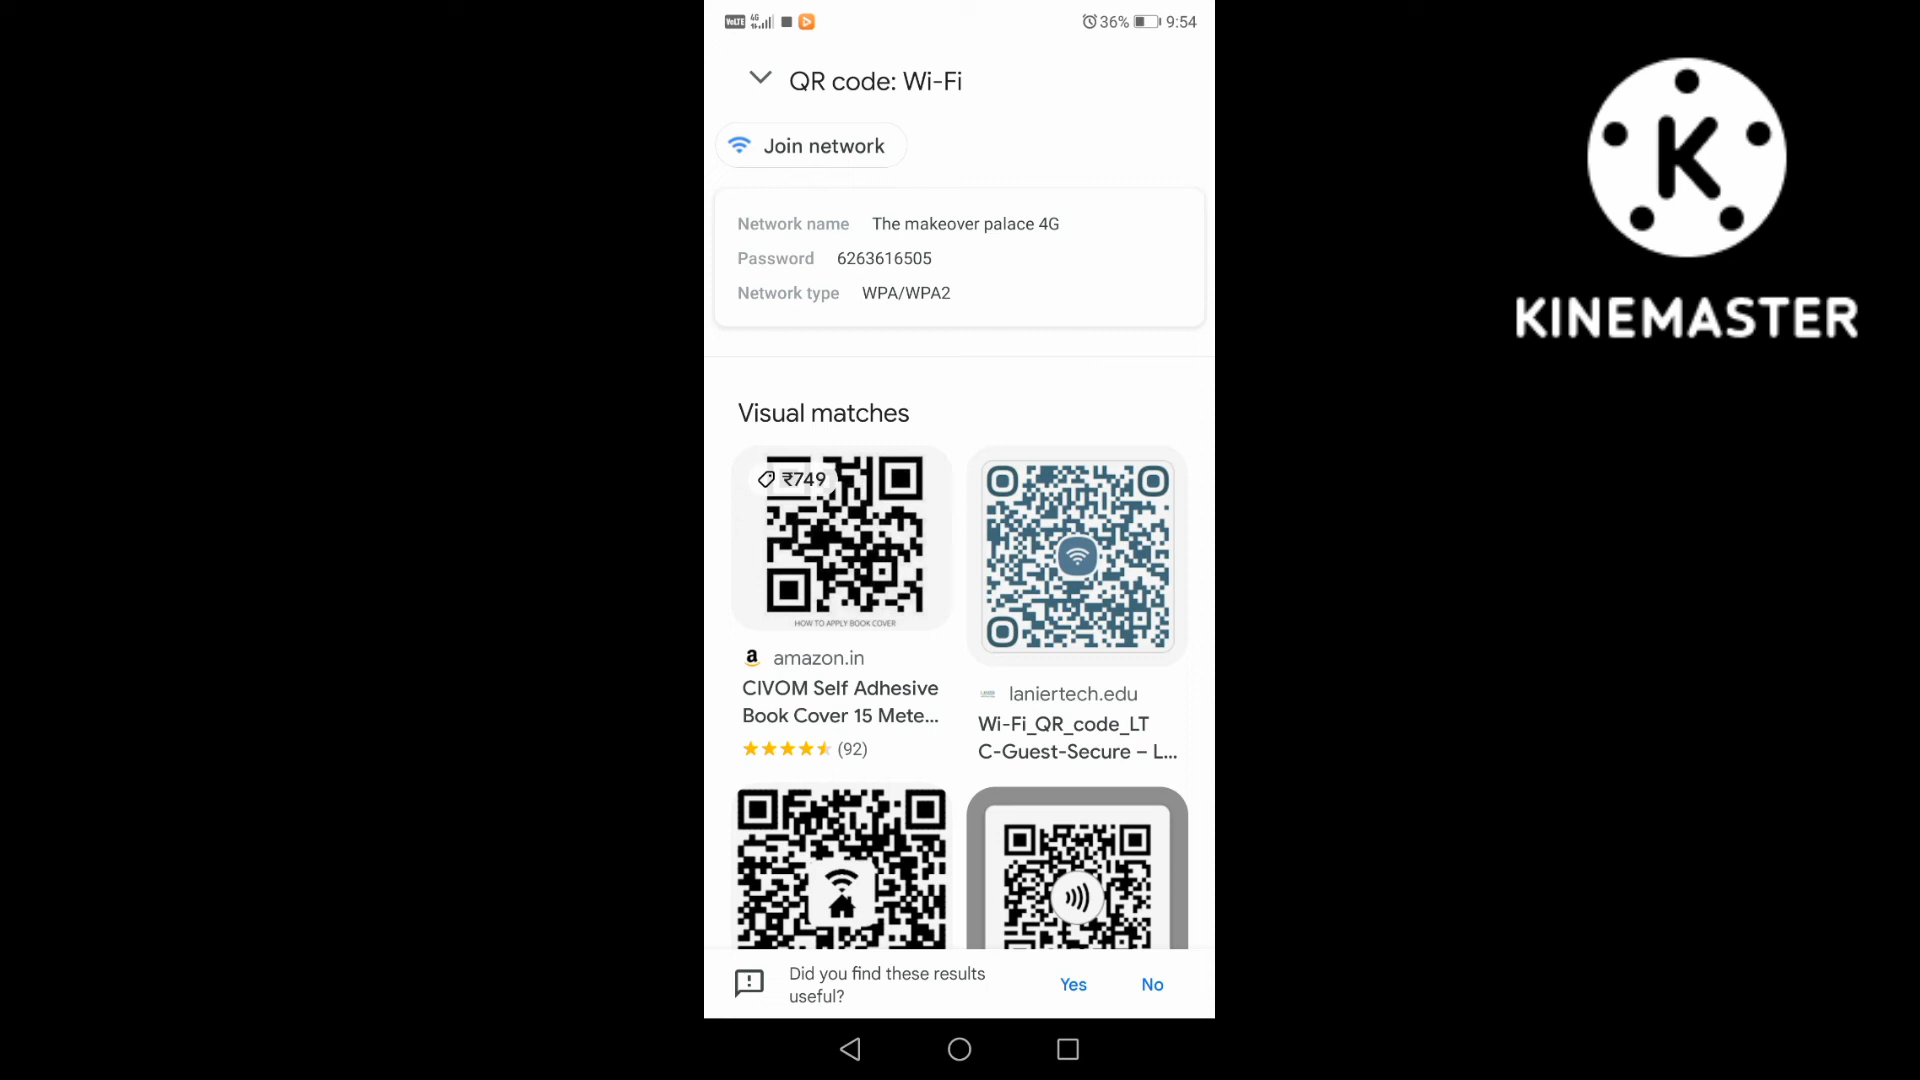 VoLTE 4G 36% 9:54
QR code: Wi-Fi
Join network
Network name The makeover palace 4G
Password 6263616505
Network type WPA/WPA2
Visual matches
₹749
HOW TO APPLY BOOK COVER
amazon.in
CIVOM Self Adhesive
Book Cover 15 Mete...
(92)
laniertech.edu
Wi-Fi_QR_code_LT
C-Guest-Secure – L...
Did you find these results
useful?
Yes No
K
KINEMASTER